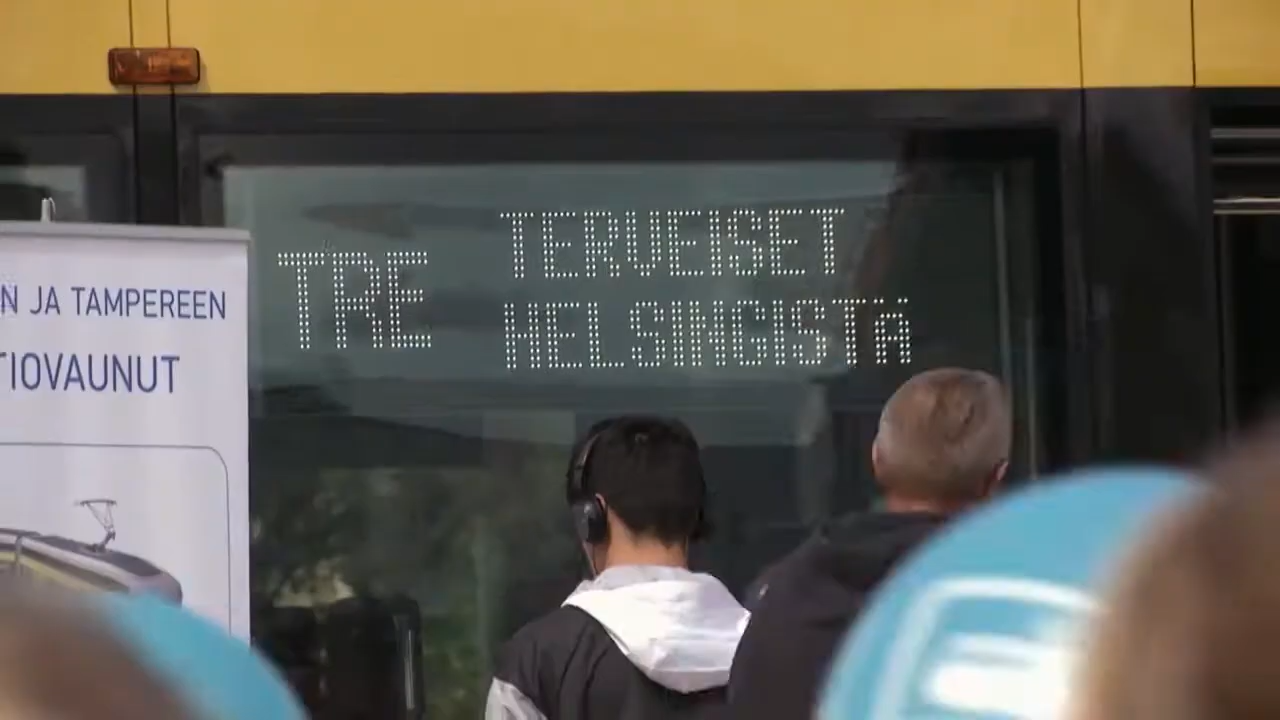 N JA TAMPEREEN
TIOVAUNUT
TRE
TERVEISET
HELSINGISTÄ